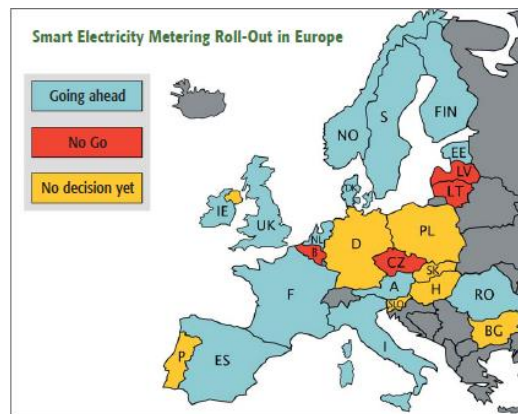 Smart Electricity Metering Roll-Out in Europe
Going ahead
No Go
No decision yet
NO
S
FIN
EE
LV
LT
DK
IE
UK
NL
B
D
PL
CZ
SK
F
A
H
SLO
RO
BG
P
ES
I